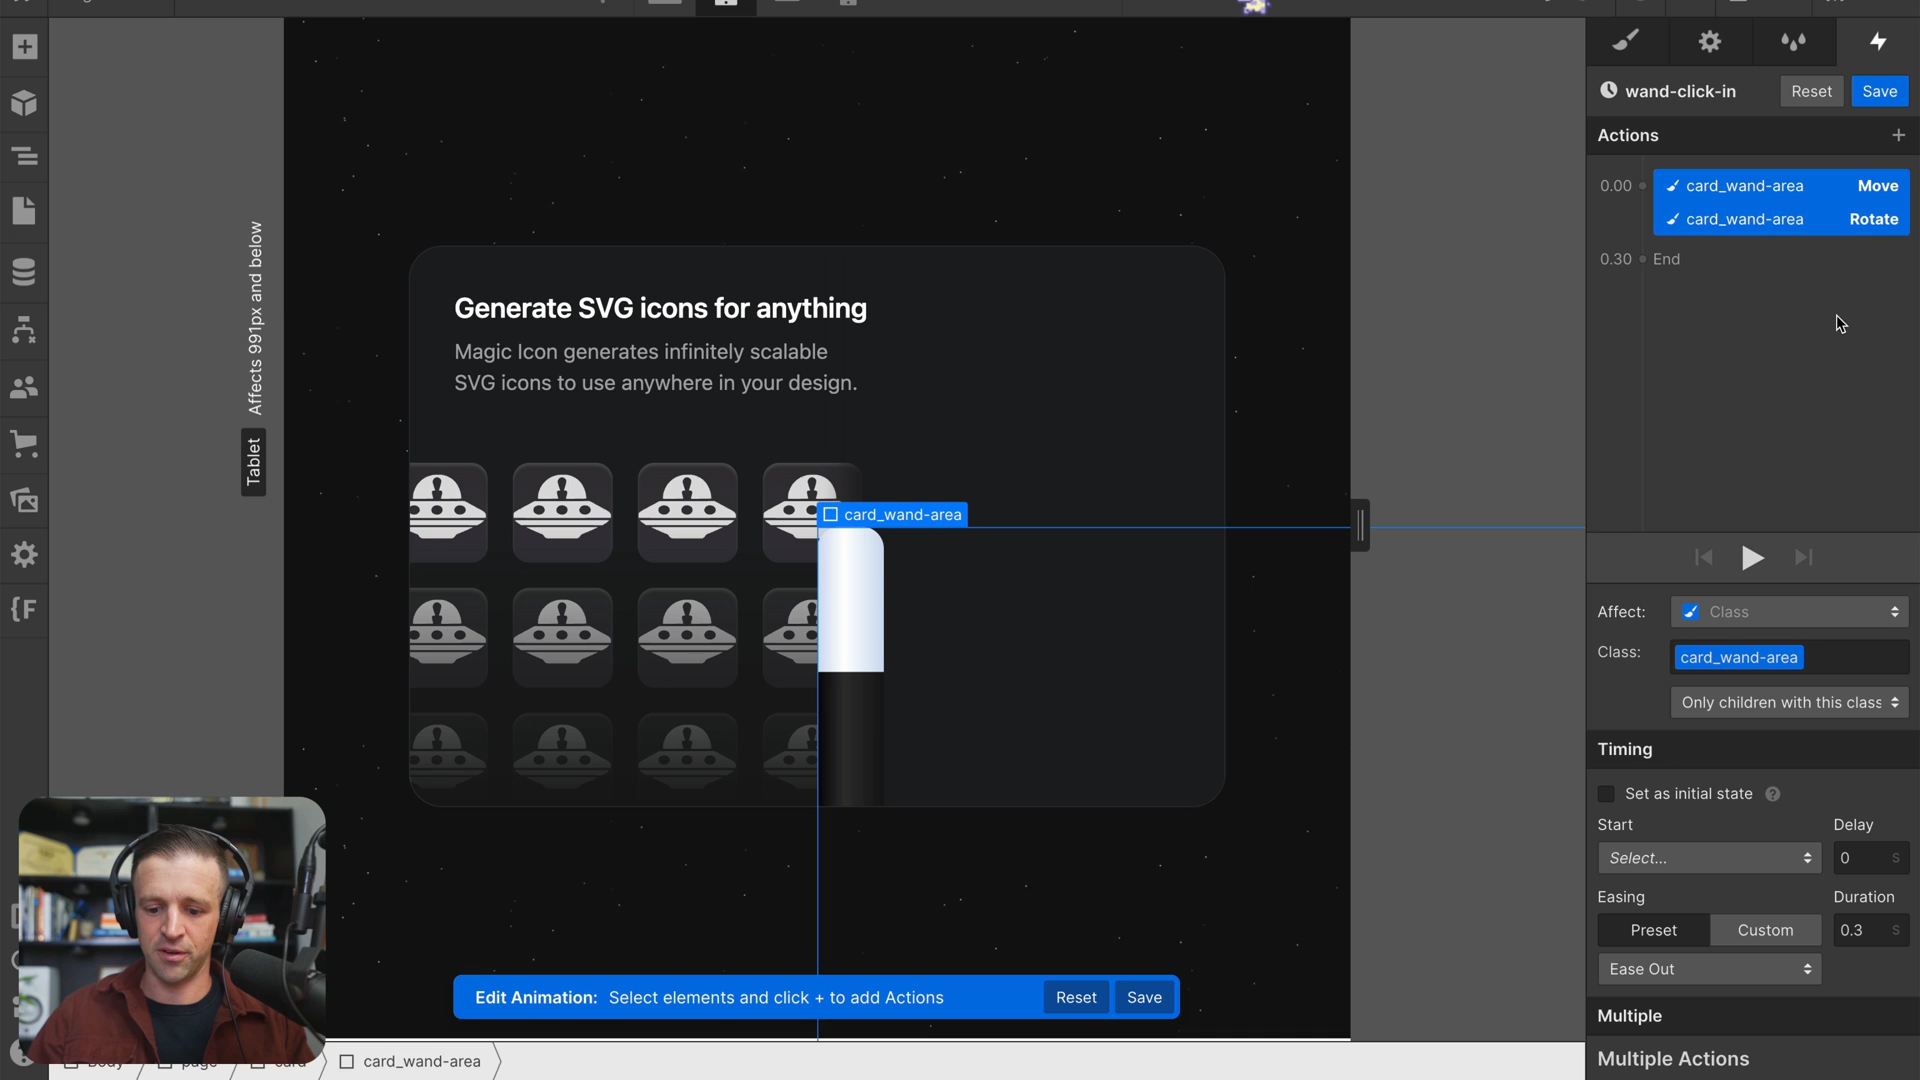 wand-click-in
Reset
Save
Actions
0.00
card_wand-area
Move
card_wand-area
Rotate
0.30
End
Affects 991px and below
Tablet
Generate SVG icons for anything
Magic Icon generates infinitely scalable
SVG icons to use anywhere in your design.
card_wand-area
Affect:
Class
Class:
card_wand-area
Only children with this class
Timing
Set as initial state
?
Start
Delay
Select...
0
S
Easing
Duration
Preset
Custom
0.3
S
Ease Out
Edit Animation: Select elements and click + to add Actions
Reset
Save
Multiple
Multiple Actions
Body
page
card
card_wand-area